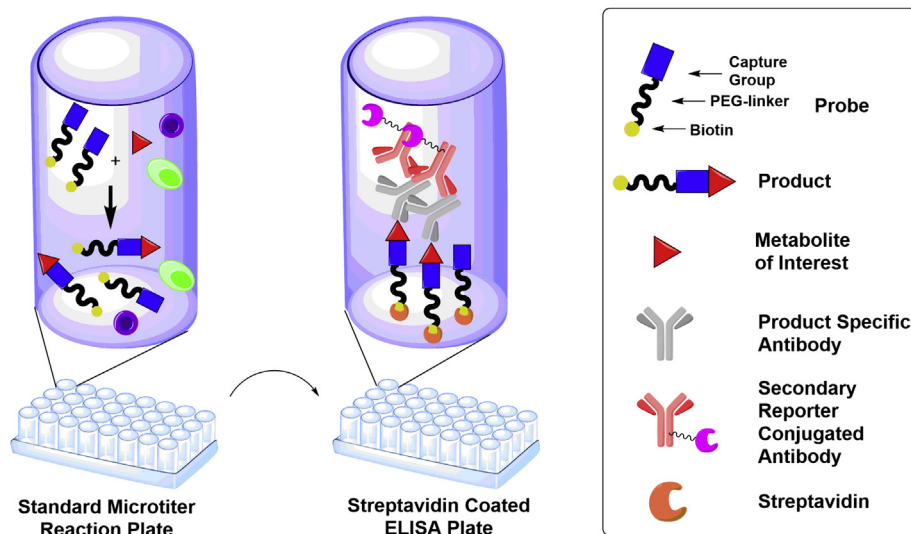 +
Standard Microtiter
Reaction Plate
Streptavidin Coated
ELISA Plate
Capture
Group
PEG-linker
Biotin
Probe
Product
Metabolite
of Interest
Product Specific
Antibody
Secondary
Reporter
Conjugated
Antibody
Streptavidin